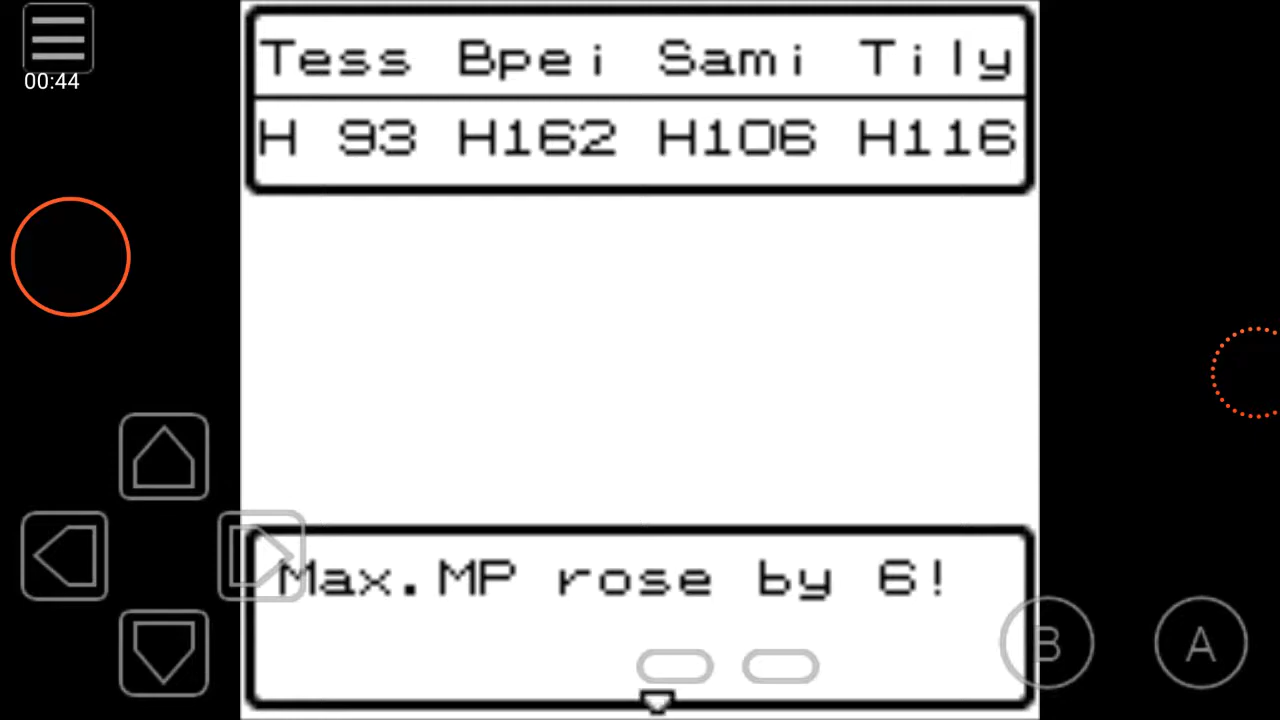 00:44
Tess Bpei Sami Tily
H 93 H162 H106 H116
Max.MP rose by 6!
B A